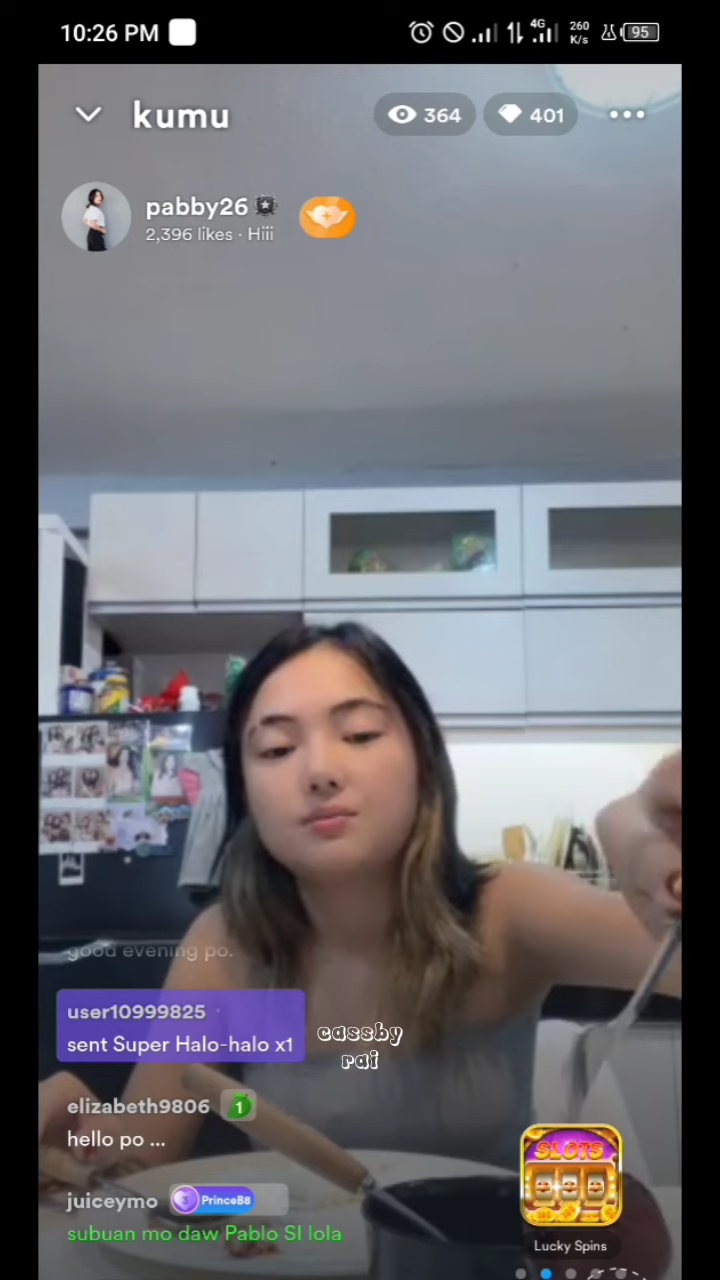 10:26 PM
4G
260
K/s
95
kumu
364
401
pabby26
2,396 likes · Hiii
good evening po.
user10999825
sent Super Halo-halo x1
cassby
rai
elizabeth9806 1
hello po ...
juiceymo 3 PrinceB8
subuan mo daw Pablo SI lola
SLOTS
Lucky Spins